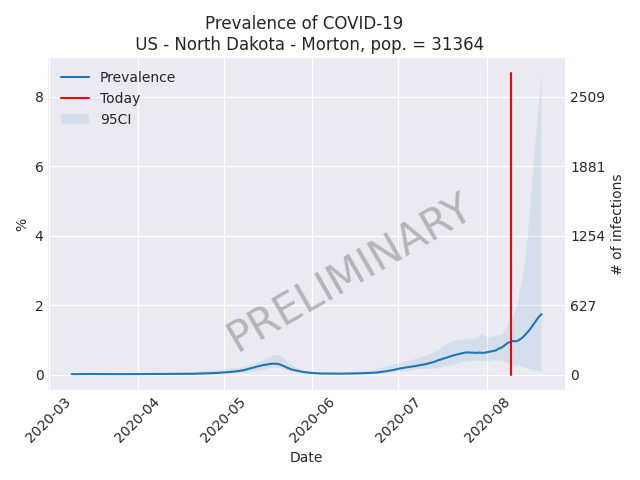 Prevalence of COVID-19
US - North Dakota - Morton, pop. = 31364
Prevalence
Today
95CI
8
6
4
2
0
%
2509
1881
1254
627
0
# of infections
PRELIMINARY
2020-03
2020-04
2020-05
2020-06
2020-07
2020-08
Date